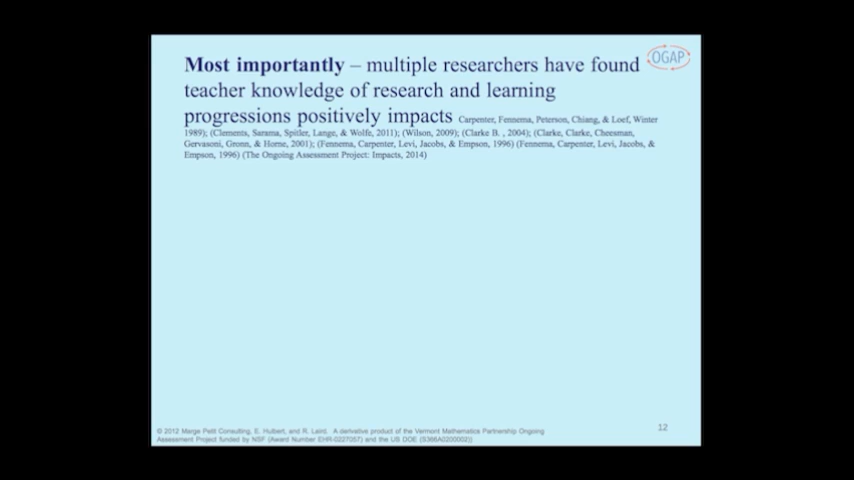 Most importantly – multiple researchers have found
OGAP
teacher knowledge of research and learning
progressions positively impacts Carpenter, Fennema, Peterson, Chiang, & Loef, Winter
1989); (Clements, Sarama, Spitler, Lange, & Wolfe, 2011); (Wilson, 2009); (Clarke B. , 2004); (Clarke, Clarke, Cheesman,
Gervasoni, Gronn, & Horne, 2001); (Fennema, Carpenter, Levi, Jacobs, & Empson, 1996) (Fennema, Carpenter, Levi, Jacobs, &
Empson, 1996) (The Ongoing Assessment Project: Impacts, 2014)
© 2012 Marge Petit Consulting, E. Hulbert, and R. Laird. A derivative product of the Vermont Mathematics Partnership Ongoing
Assessment Project funded by NSF (Award Number EHR-0227057) and the US DOE (S366A0200002))
12